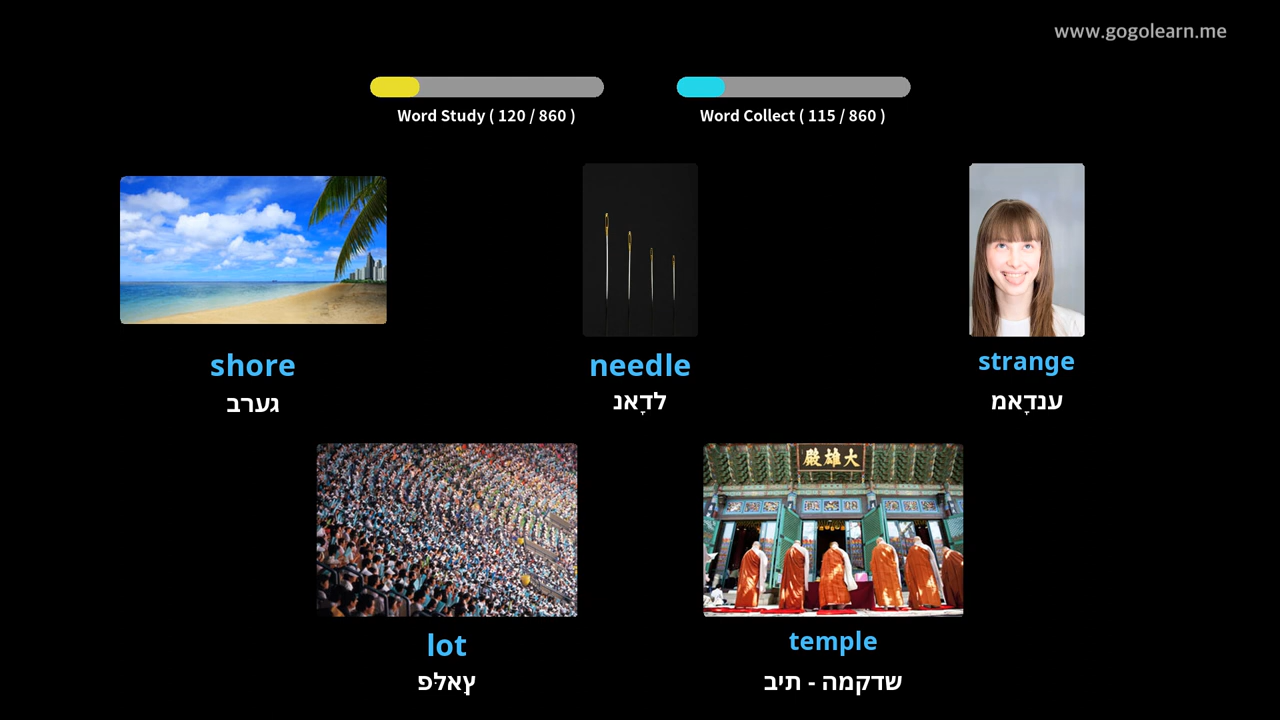 www.gogolearn.me
Word Study ( 120 / 860 )
Word Collect ( 115 / 860 )
shore
גערב
needle
לדָאנ
strange
ענדָאמ
大雄殿
lot
ץַאלּפ
temple
שדקמה - תיב